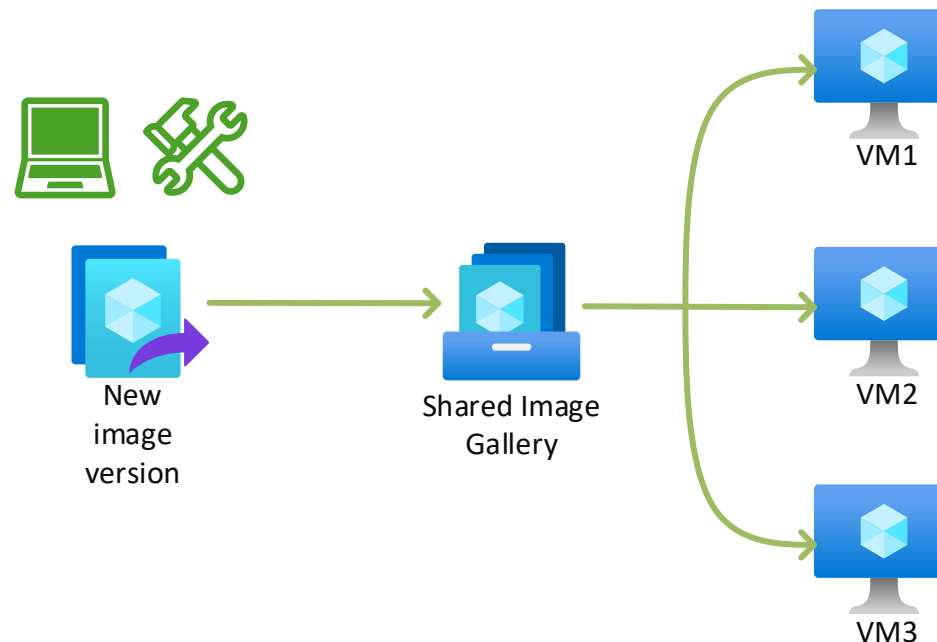 VM1
New
image
version
Shared Image
Gallery
VM2
VM3